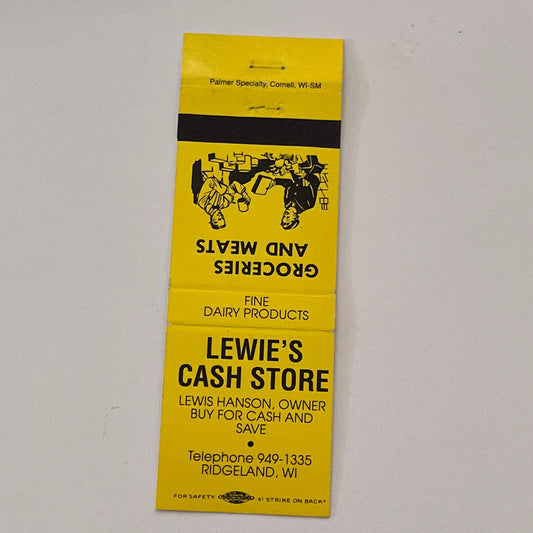 Palmer Specialty, Cornell, WI-SM
GROCERIES
AND MEATS
FINE
DAIRY PRODUCTS
LEWIE'S
CASH STORE
LEWIS HANSON, OWNER
BUY FOR CASH AND
SAVE
•
Telephone 949-1335
RIDGELAND, WI
FOR SAFETY 41 STRIKE ON BACK